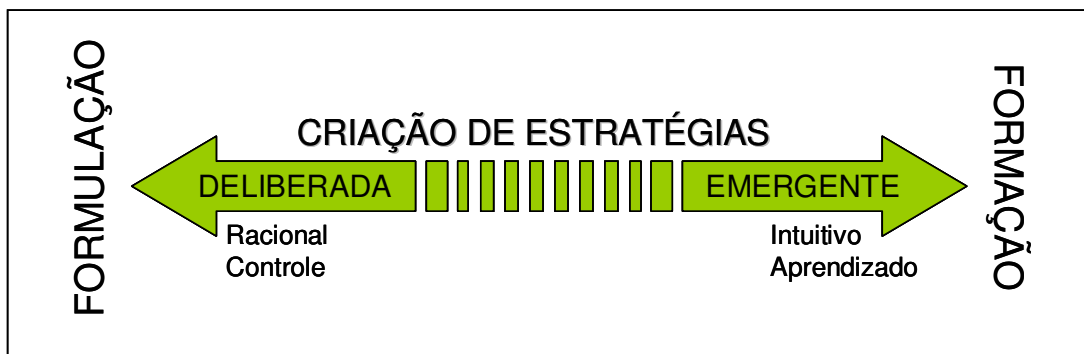 FORMULAÇÃO
CRIAÇÃO DE ESTRATÉGIAS
DELIBERADA
EMERGENTE
Racional
Controle
Intuitivo
Aprendizado
FORMAÇÃO